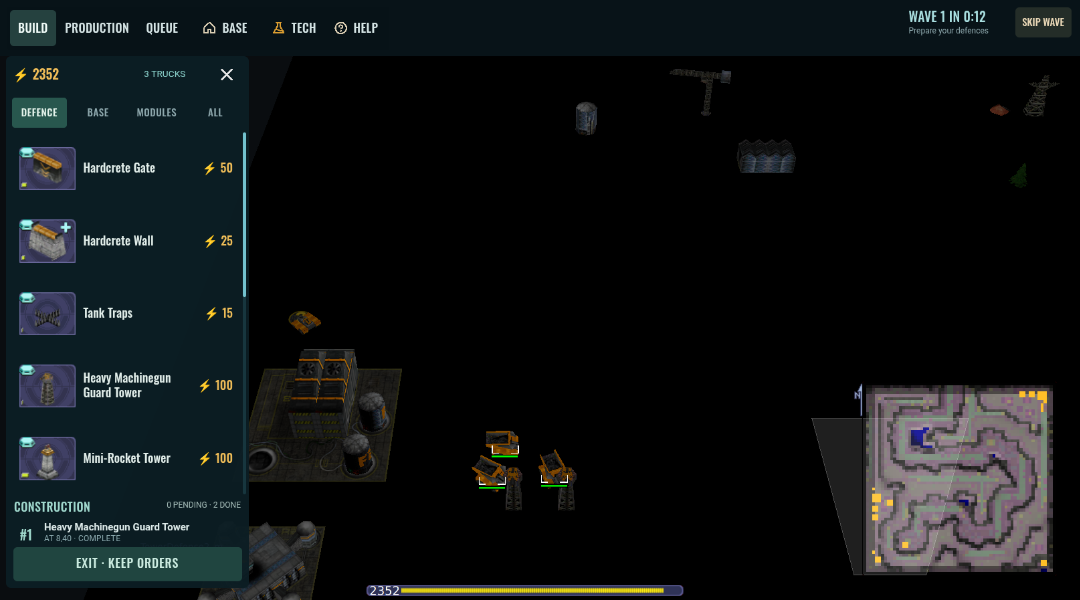 BUILD
PRODUCTION
QUEUE
BASE
TECH
HELP
WAVE 1 IN 0:12
Prepare your defences
SKIP WAVE
2352
3 TRUCKS
DEFENCE
BASE
MODULES
ALL
Hardcrete Gate
50
Hardcrete Wall
25
Tank Traps
15
Heavy Machinegun
Guard Tower
100
Mini-Rocket Tower
100
CONSTRUCTION
0 PENDING · 2 DONE
#1
Heavy Machinegun Guard Tower
AT 8,40 · COMPLETE
EXIT · KEEP ORDERS
N
2352